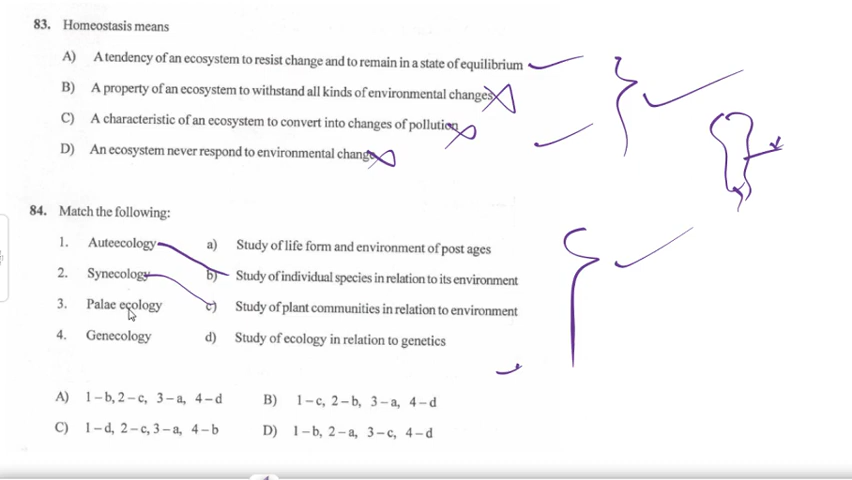 83. Homeostasis means
A) A tendency of an ecosystem to resist change and to remain in a state of equilibrium
B) A property of an ecosystem to withstand all kinds of environmental changes
C) A characteristic of an ecosystem to convert into changes of pollution
D) An ecosystem never respond to environmental change
84. Match the following:
1. Auteecology a) Study of life form and environment of post ages
2. Synecology b) Study of individual species in relation to its environment
3. Palae ecology c) Study of plant communities in relation to environment
4. Genecology d) Study of ecology in relation to genetics
A) 1 – b, 2 – c, 3 – a, 4 – d B) 1 – c, 2 – b, 3 – a, 4 – d
C) 1 – d, 2 – c, 3 – a, 4 – b D) 1 – b, 2 – a, 3 – c, 4 – d